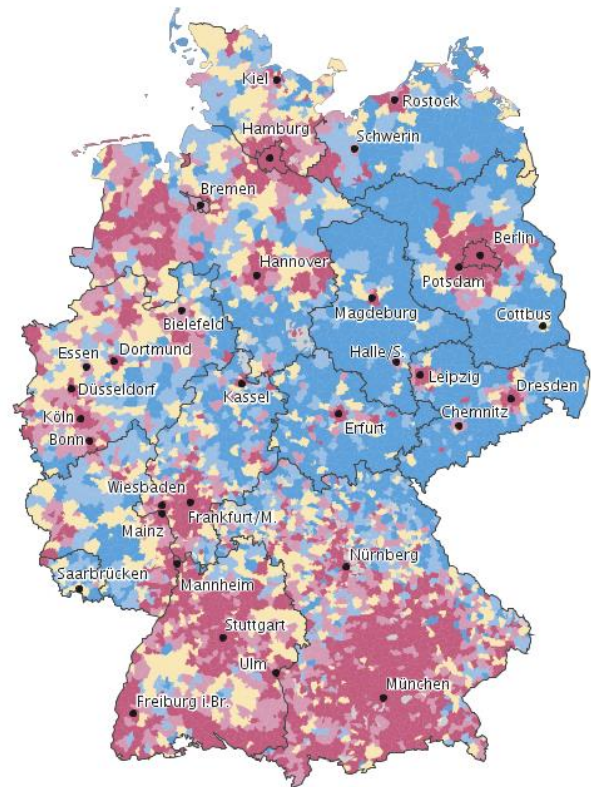 Kiel
Rostock
Hamburg
Schwerin
Bremen
Berlin
Hannover
Potsdam
Magdeburg
Bielefeld
Cottbus
Essen
Dortmund
Halle/S.
Leipzig
Düsseldorf
Kassel
Dresden
Köln
Chemnitz
Erfurt
Bonn
Wiesbaden
Frankfurt/M.
Mainz
Nürnberg
Saarbrücken
Mannheim
Stuttgart
Ulm
München
Freiburg i.Br.